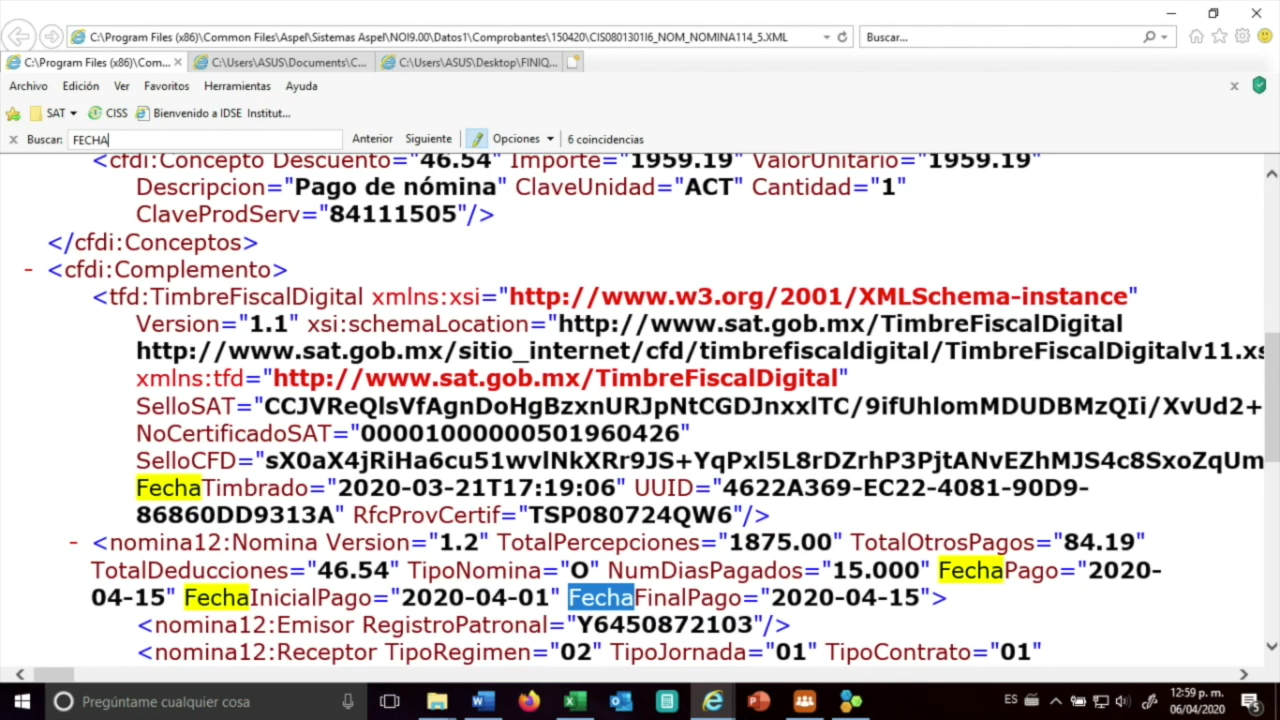 C:\Program Files (x86)\Common Files\Aspel\Sistemas Aspel\NOI9.00\Datos1\Comprobantes\150420\CIS0801301I6_NOM_NOMINA114_5.XML
Buscar...
C:\Program Files (x86)\Com...
C:\Users\ASUS\Documents\C...
C:\Users\ASUS\Desktop\FINIQ...
Archivo Edición Ver Favoritos Herramientas Ayuda
SAT CISS Bienvenido a IDSE Institut...
Buscar: FECHA Anterior Siguiente Opciones 6 coincidencias
<cfdi:Concepto Descuento="46.54" Importe="1959.19" ValorUnitario="1959.19"
Descripcion="Pago de nómina" ClaveUnidad="ACT" Cantidad="1"
ClaveProdServ="84111505"/>
</cfdi:Conceptos>
- <cfdi:Complemento>
<tfd:TimbreFiscalDigital xmlns:xsi="http://www.w3.org/2001/XMLSchema-instance"
Version="1.1" xsi:schemaLocation="http://www.sat.gob.mx/TimbreFiscalDigital
http://www.sat.gob.mx/sitio_internet/cfd/timbrefiscaldigital/TimbreFiscalDigitalv11.xs
xmlns:tfd="http://www.sat.gob.mx/TimbreFiscalDigital"
SelloSAT="CCJVReQlsVfAgnDoHgBzxnURJpNtCGDJnxxlTC/9ifUhlomMDUDBMzQIi/XvUd2+
NoCertificadoSAT="00001000000501960426"
SelloCFD="sX0aX4jRiHa6cu51wvlNkXRr9JS+YqPxl5L8rDZrhP3PjtANvEZhMJS4c8SxoZqUm
FechaTimbrado="2020-03-21T17:19:06" UUID="4622A369-EC22-4081-90D9-
86860DD9313A" RfcProvCertif="TSP080724QW6"/>
- <nomina12:Nomina Version="1.2" TotalPercepciones="1875.00" TotalOtrosPagos="84.19"
TotalDeducciones="46.54" TipoNomina="O" NumDiasPagados="15.000" FechaPago="2020-
04-15" FechaInicialPago="2020-04-01" FechaFinalPago="2020-04-15">
<nomina12:Emisor RegistroPatronal="Y6450872103"/>
<nomina12:Receptor TipoRegimen="02" TipoJornada="01" TipoContrato="01"
Pregúntame cualquier cosa
ES
12:59 p. m.
06/04/2020
5